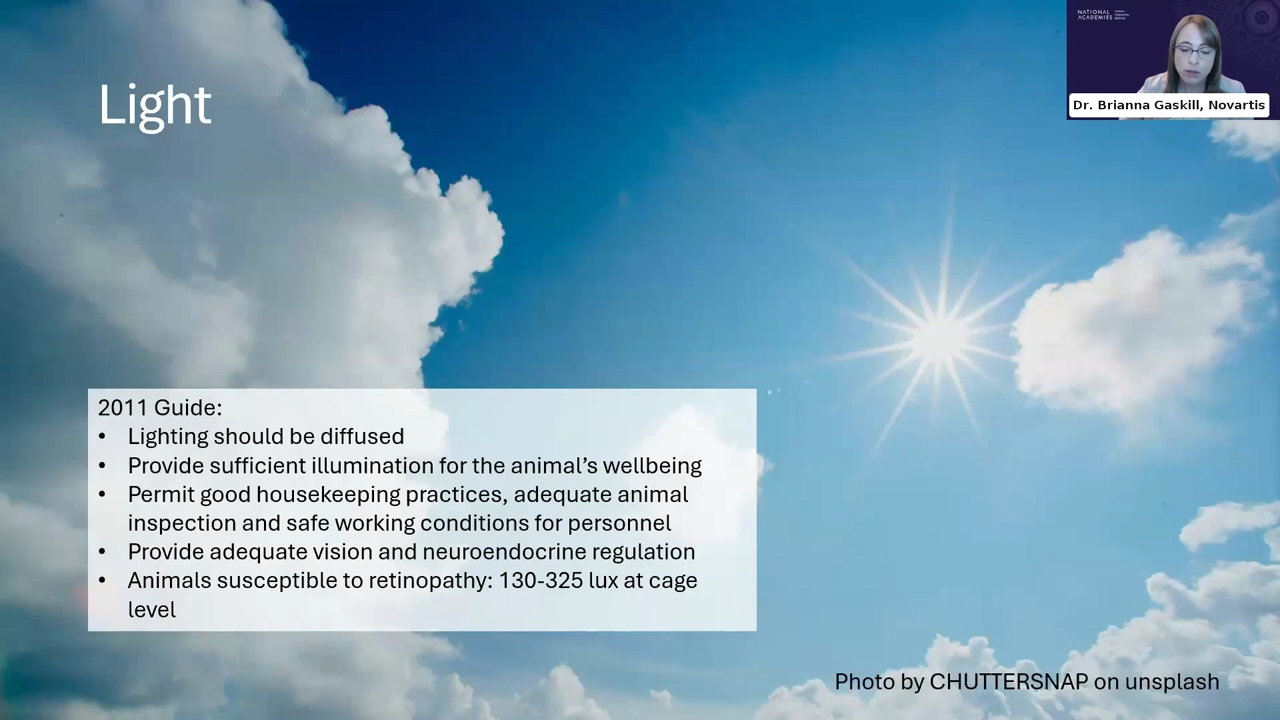 Light
NATIONAL
ACADEMIES
Dr. Brianna Gaskill, Novartis
2011 Guide:
• Lighting should be diffused
• Provide sufficient illumination for the animal’s wellbeing
• Permit good housekeeping practices, adequate animal
inspection and safe working conditions for personnel
• Provide adequate vision and neuroendocrine regulation
• Animals susceptible to retinopathy: 130-325 lux at cage
level
Photo by CHUTTERSNAP on unsplash